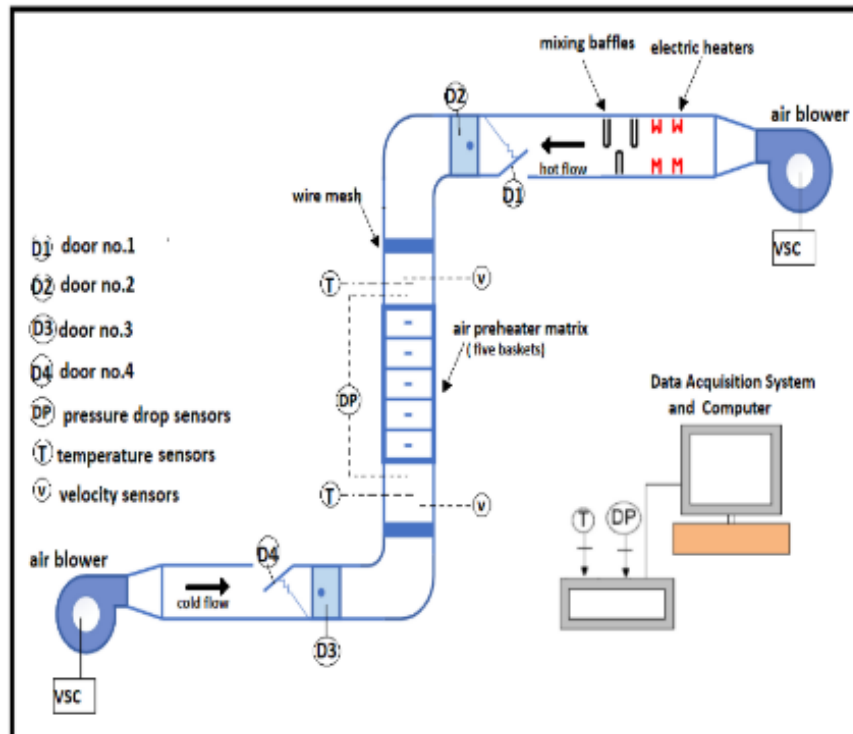 mixing baffles
electric heaters
air blower
D2
hot flow
D1
wire mesh
VSC
D1 door no.1
D2 door no.2
D3 door no.3
D4 door no.4
DP pressure drop sensors
T temperature sensors
v velocity sensors
T
v
air preheater matrix
( five baskets)
DP
T
v
Data Acquisition System
and Computer
T
DP
air blower
D4
cold flow
D3
VSC